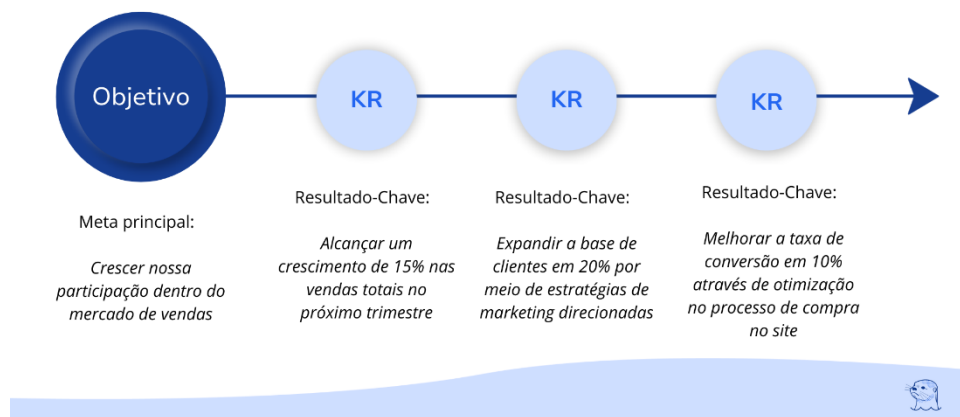 Objetivo
KR
KR
KR
Meta principal:
Crescer nossa
participação dentro do
mercado de vendas
Resultado-Chave:
Alcançar um
crescimento de 15% nas
vendas totais no
próximo trimestre
Resultado-Chave:
Expandir a base de
clientes em 20% por
meio de estratégias de
marketing direcionadas
Resultado-Chave:
Melhorar a taxa de
conversão em 10%
através de otimização
no processo de compra
no site